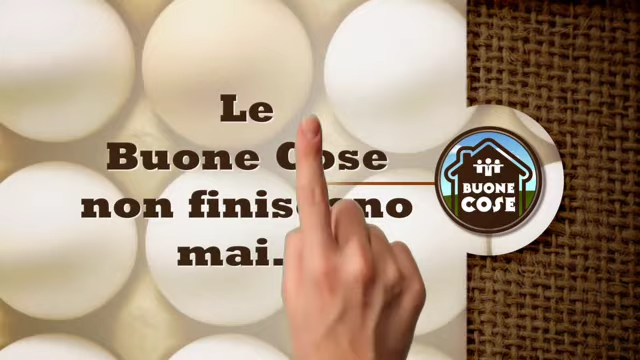 Le
Buone Cose
non finiscono
mai.
BUONE
COSE